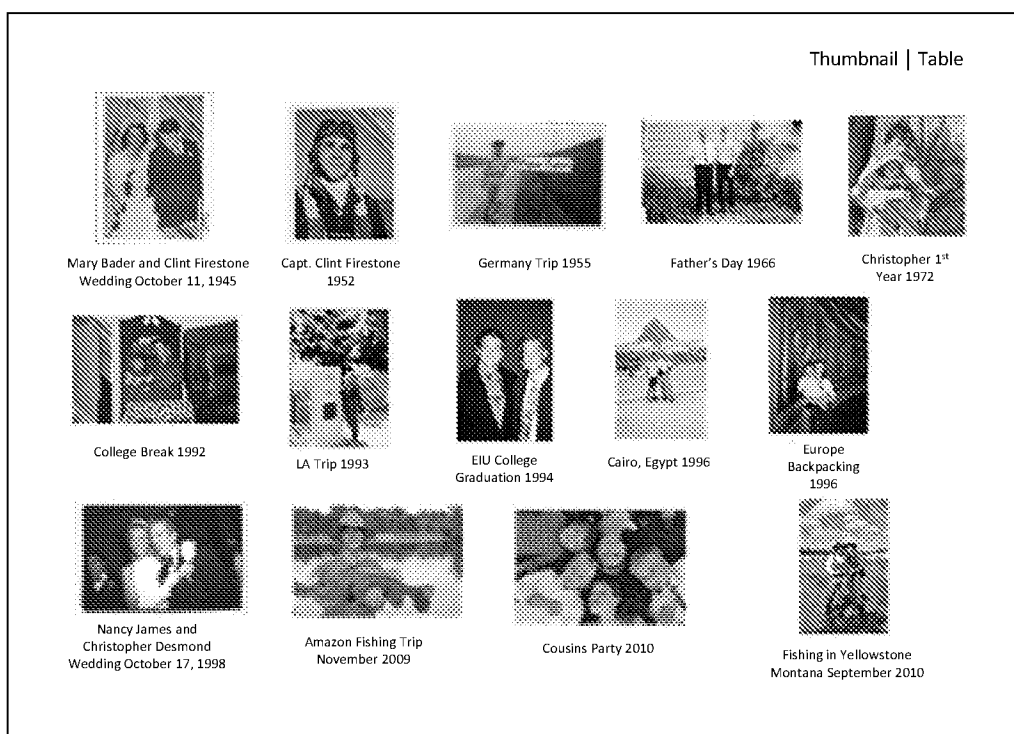 Thumbnail | Table
Mary Bader and Clint Firestone
Wedding October 11, 1945
Capt. Clint Firestone
1952
Germany Trip 1955
Father's Day 1966
Christopher 1st
Year 1972
College Break 1992
LA Trip 1993
EIU College
Graduation 1994
Cairo, Egypt 1996
Europe
Backpacking
1996
Nancy James and
Christopher Desmond
Wedding October 17, 1998
Amazon Fishing Trip
November 2009
Cousins Party 2010
Fishing in Yellowstone
Montana September 2010